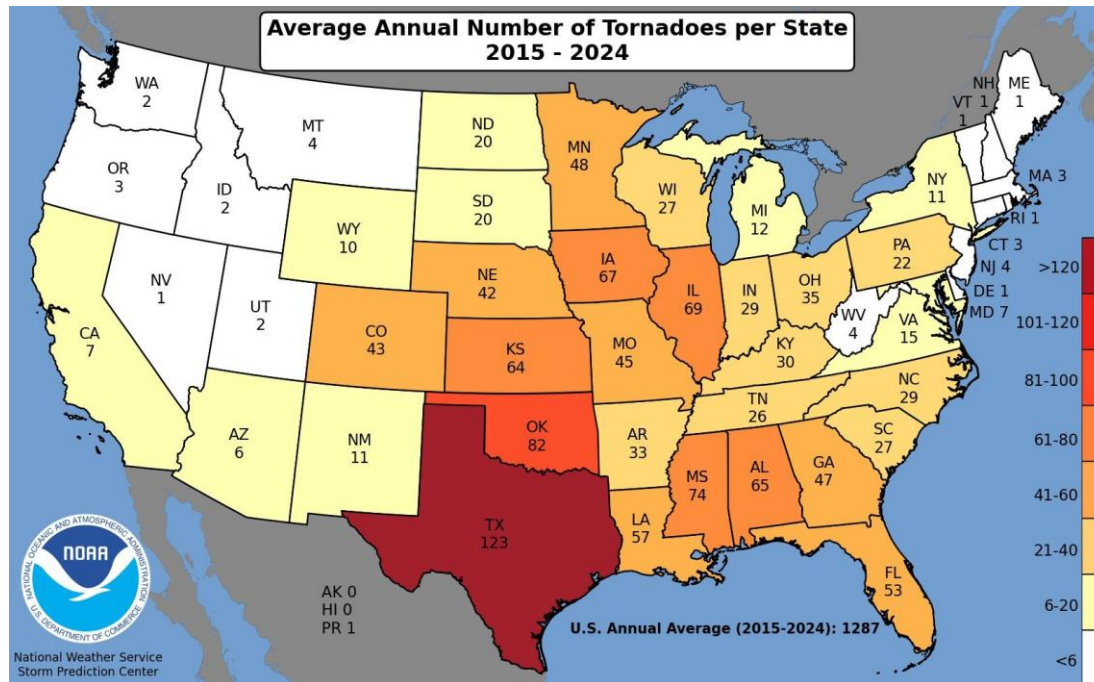 Average Annual Number of Tornadoes per State
2015 - 2024
WA
2
OR
3
ID
2
MT
4
ND
20
SD
20
WY
10
MN
48
WI
27
MI
12
NY
11
NH
1
VT
1
ME
1
MA 3
RI 1
CT 3
NJ 4
DE 1
MD 7
PA
22
NV
1
UT
2
CA
7
CO
43
NE
42
IA
67
IL
69
IN
29
OH
35
WV
4
VA
15
KS
64
MO
45
KY
30
TN
26
NC
29
SC
27
AZ
6
NM
11
OK
82
AR
33
MS
74
AL
65
GA
47
TX
123
LA
57
FL
53
AK 0
HI 0
PR 1
U.S. Annual Average (2015-2024): 1287
>120
101-120
81-100
61-80
41-60
21-40
6-20
<6
NATIONAL OCEANIC AND ATMOSPHERIC ADMINISTRATION
NOAA
U.S. DEPARTMENT OF COMMERCE
National Weather Service
Storm Prediction Center